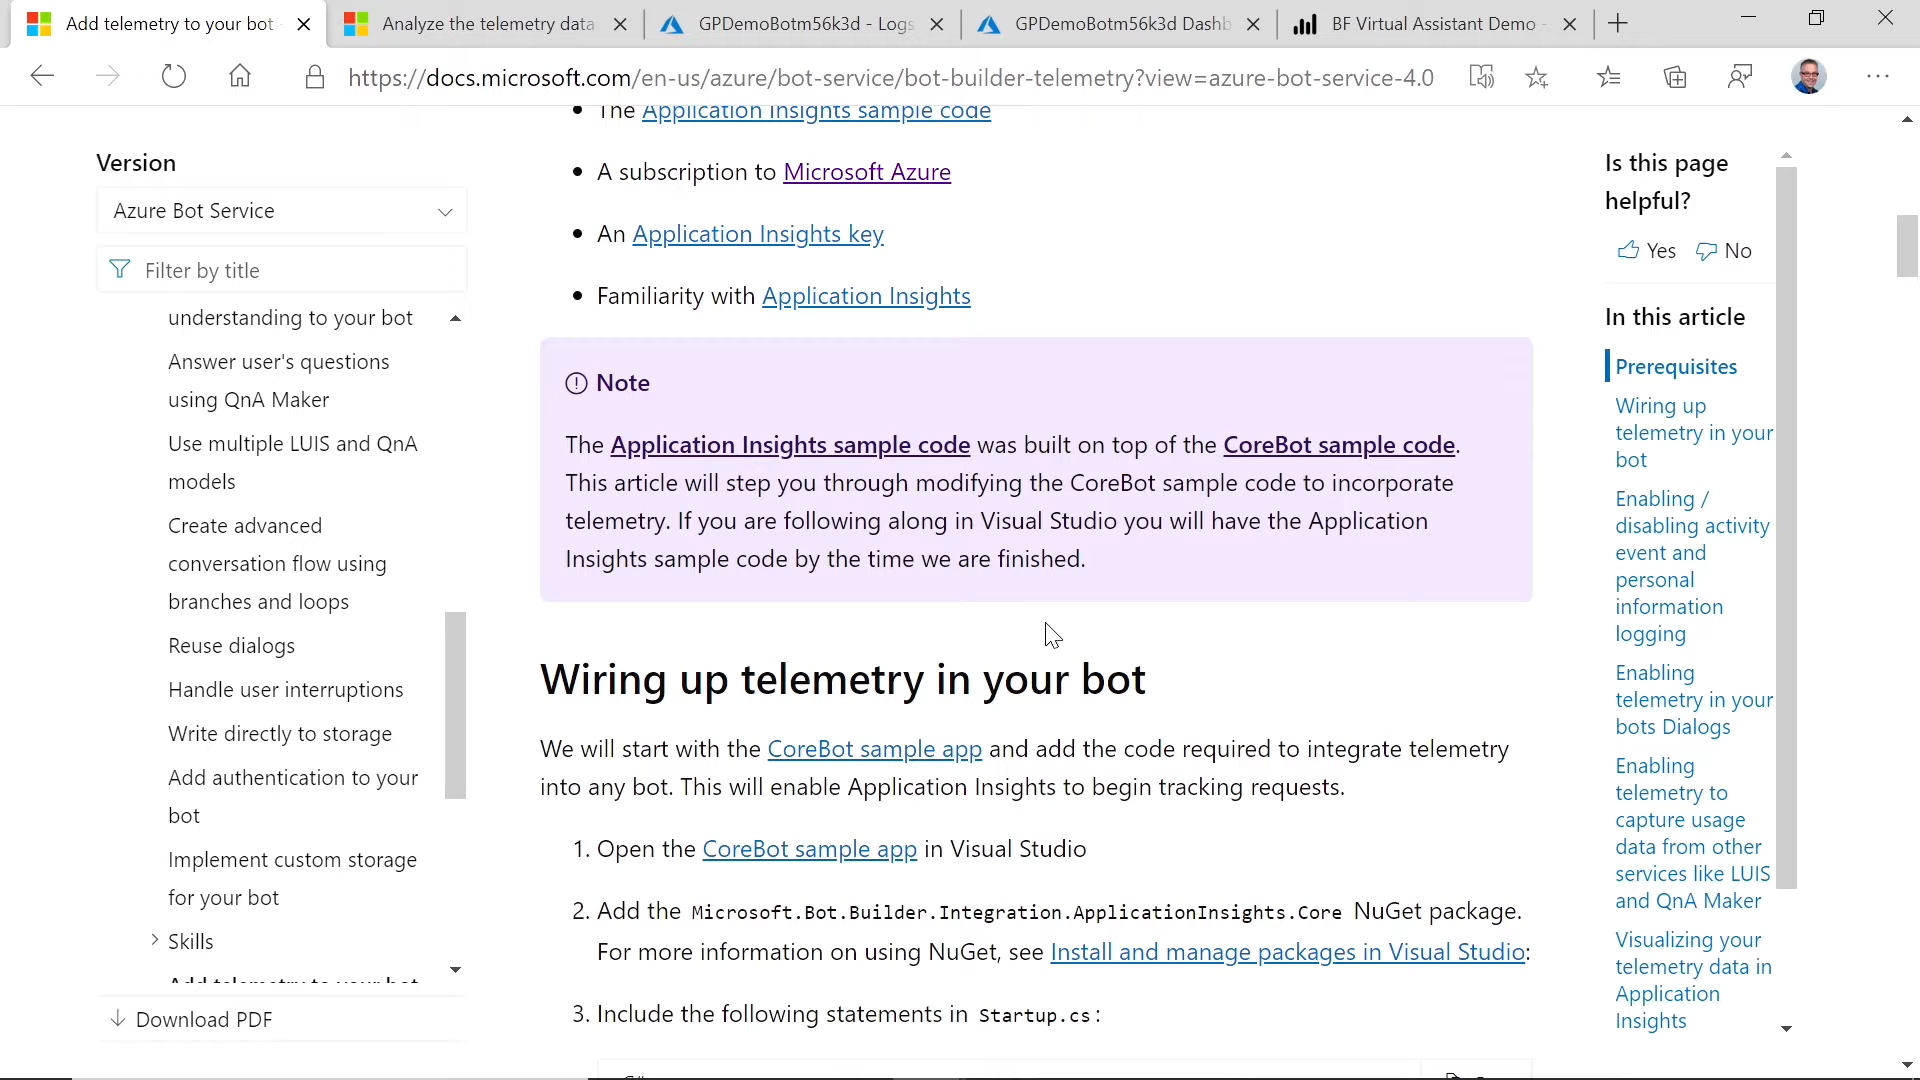 Add telemetry to your bot -
Analyze the telemetry data
GPDemoBotm56k3d - Logs
GPDemoBotm56k3d Dashb
BF Virtual Assistant Demo -
https://docs.microsoft.com/en-us/azure/bot-service/bot-builder-telemetry?view=azure-bot-service-4.0
Version
Azure Bot Service
Filter by title
understanding to your bot
Answer user's questions
using QnA Maker
Use multiple LUIS and QnA
models
Create advanced
conversation flow using
branches and loops
Reuse dialogs
Handle user interruptions
Write directly to storage
Add authentication to your
bot
Implement custom storage
for your bot
Skills
Add telemetry to your bot
Download PDF
• The Application Insights sample code
• A subscription to Microsoft Azure
• An Application Insights key
• Familiarity with Application Insights
Note
The Application Insights sample code was built on top of the CoreBot sample code.
This article will step you through modifying the CoreBot sample code to incorporate
telemetry. If you are following along in Visual Studio you will have the Application
Insights sample code by the time we are finished.
Wiring up telemetry in your bot
We will start with the CoreBot sample app and add the code required to integrate telemetry
into any bot. This will enable Application Insights to begin tracking requests.
1. Open the CoreBot sample app in Visual Studio
2. Add the Microsoft.Bot.Builder.Integration.ApplicationInsights.Core NuGet package.
For more information on using NuGet, see Install and manage packages in Visual Studio:
3. Include the following statements in Startup.cs:
Is this page
helpful?
Yes No
In this article
Prerequisites
Wiring up
telemetry in your
bot
Enabling /
disabling activity
event and
personal
information
logging
Enabling
telemetry in your
bots Dialogs
Enabling
telemetry to
capture usage
data from other
services like LUIS
and QnA Maker
Visualizing your
telemetry data in
Application
Insights